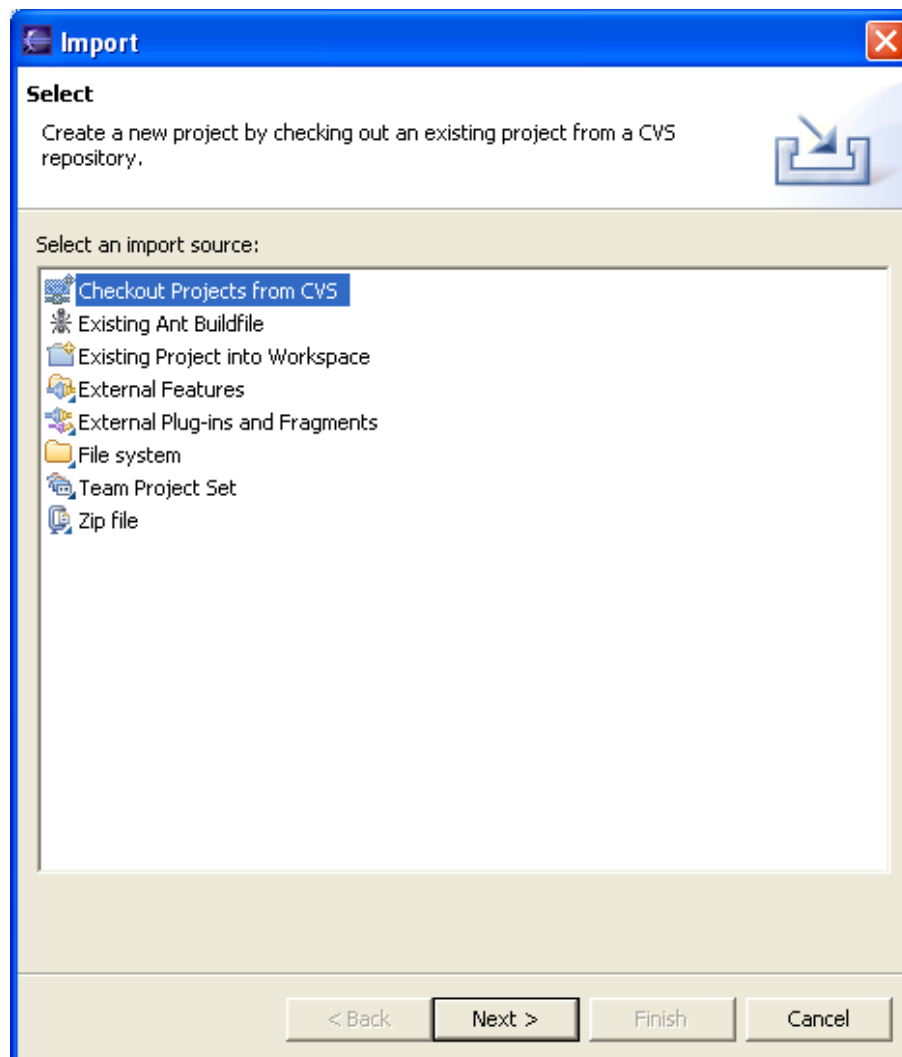 Import
Select
Create a new project by checking out an existing project from a CVS
repository.
Select an import source:
Checkout Projects from CVS
Existing Ant Buildfile
Existing Project into Workspace
External Features
External Plug-ins and Fragments
File system
Team Project Set
Zip file
< Back Next > Finish Cancel